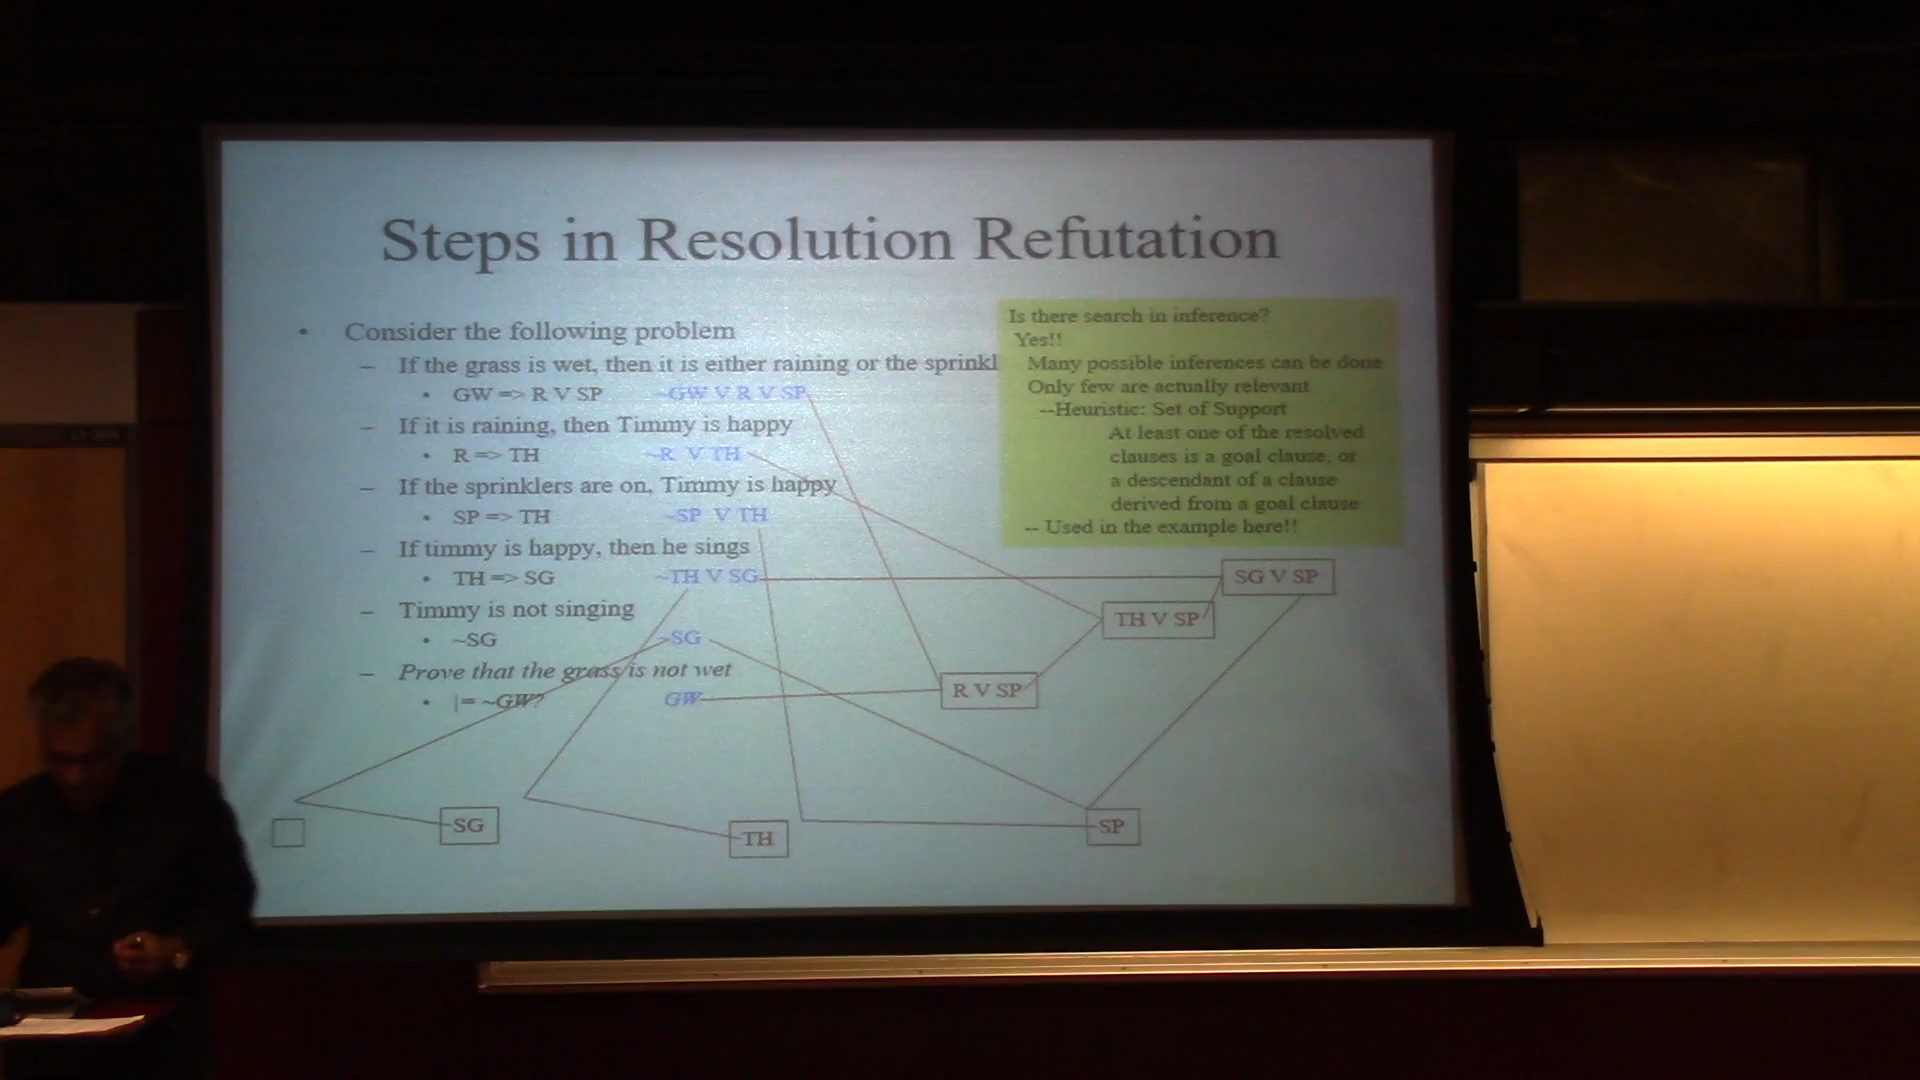 Steps in Resolution Refutation
• Consider the following problem
– If the grass is wet, then it is either raining or the sprinkl
• GW => R V SP ~GW V R V SP
– If it is raining, then Timmy is happy
• R => TH ~R V TH
– If the sprinklers are on, Timmy is happy
• SP => TH ~SP V TH
– If timmy is happy, then he sings
• TH => SG ~TH V SG
– Timmy is not singing
• ~SG ~SG
– Prove that the grass is not wet
• |= ~GW? GW
Is there search in inference?
Yes!!
Many possible inferences can be done
Only few are actually relevant
--Heuristic: Set of Support
At least one of the resolved
clauses is a goal clause, or
a descendant of a clause
derived from a goal clause
-- Used in the example here!!
SG V SP
TH V SP
R V SP
SG
TH
SP